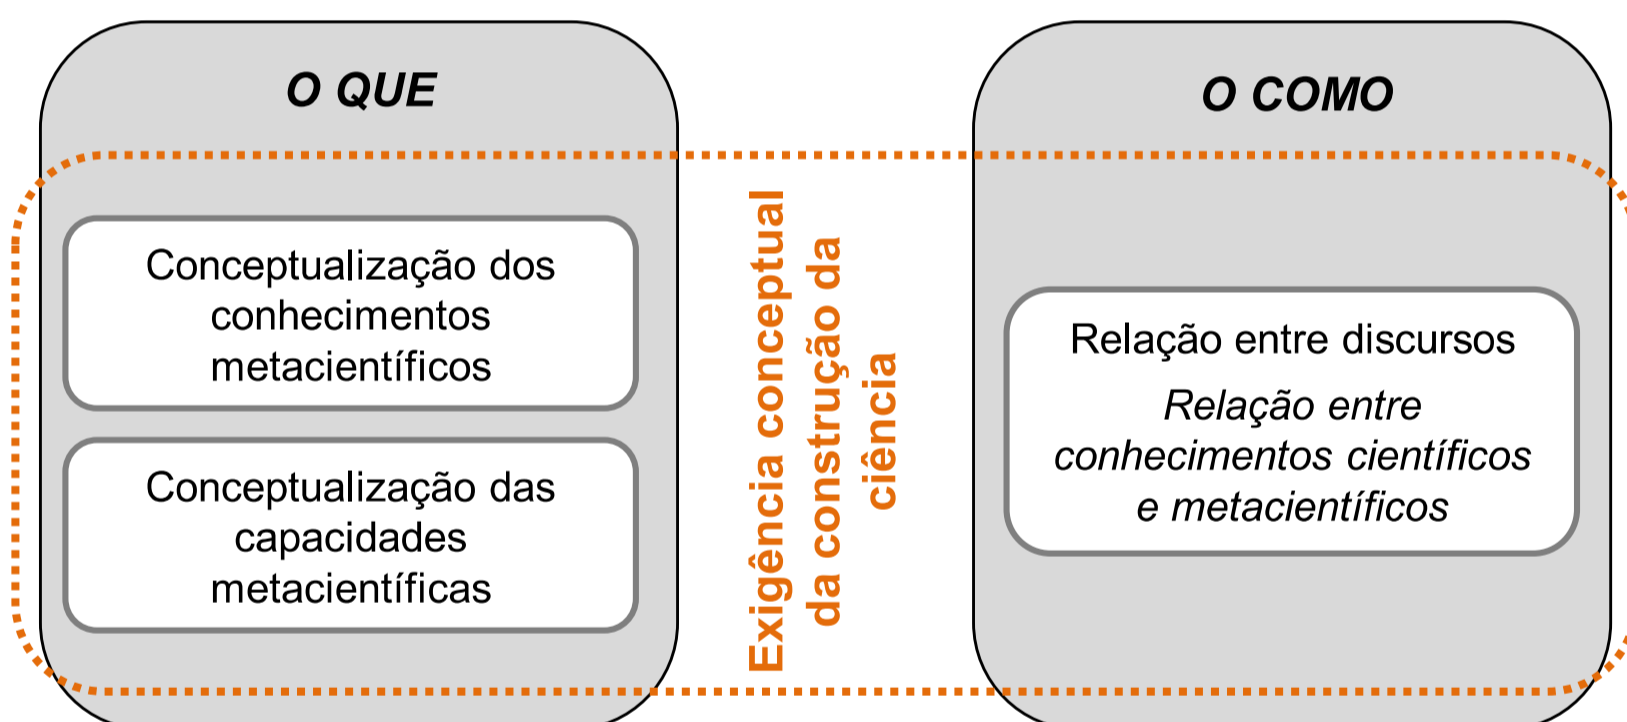 O QUE
Conceptualização dos
conhecimentos
metacientíficos
Conceptualização das
capacidades
metacientíficas
Exigência conceptual
da construção da
ciência
O COMO
Relação entre discursos
Relação entre
conhecimentos científicos
e metacientíficos